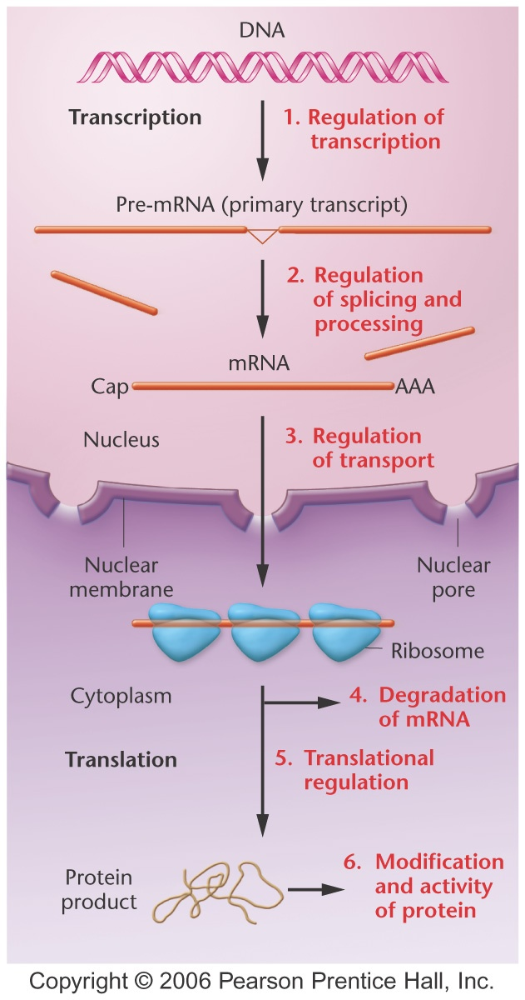 DNA
Transcription
1. Regulation of
transcription
Pre-mRNA (primary transcript)
2. Regulation
of splicing and
processing
mRNA
Cap
AAA
Nucleus
3. Regulation
of transport
Nuclear
membrane
Nuclear
pore
Ribosome
Cytoplasm
4. Degradation
of mRNA
Translation
5. Translational
regulation
Protein
product
6. Modification
and activity
of protein
Copyright © 2006 Pearson Prentice Hall, Inc.